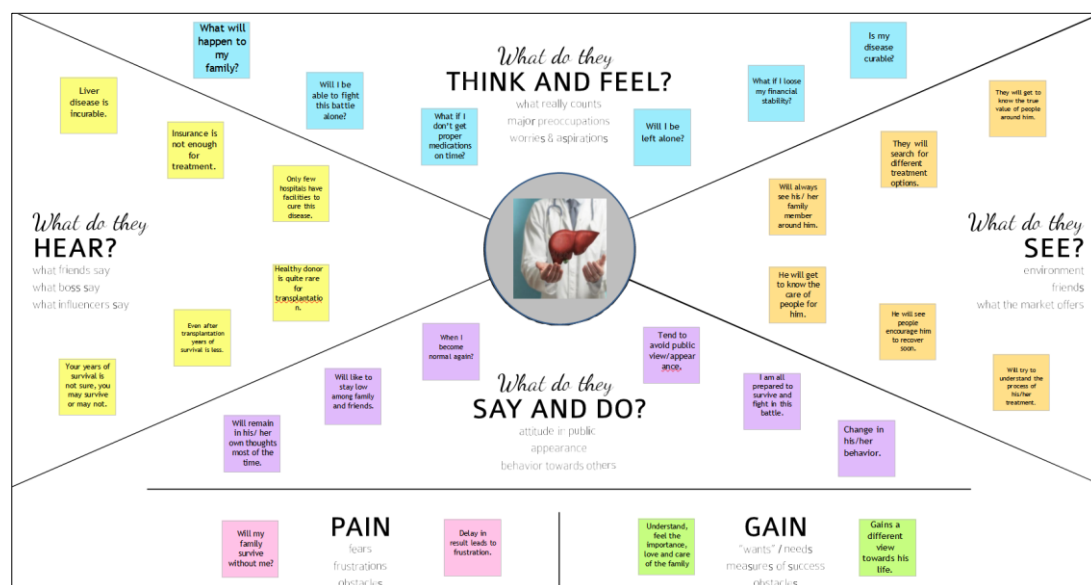 What do they
THINK AND FEEL?
what really counts
major preoccupations
worries & aspirations
What will
happen to
my
family?
Will I be
able to fight
this battle
alone?
What if I
don't get
proper
medications
on time?
Will I be
left alone?
What if I loose
my financial
stability?
Is my
disease
curable?
What do they
HEAR?
what friends say
what boss say
what influencers say
Liver
disease is
incurable.
Insurance is
not enough
for
treatment.
Only few
hospitals have
facilities to
cure this
disease.
Healthy donor
is quite rare
for
transplantatio
n.
Even after
transplantation
years of
survival is less.
Your years of
survival is
not sure, you
may survive
or may not.
What do they
SEE?
environment
friends
what the market offers
They will get to
know the true
value of people
around him.
They will
search for
different
treatment
options.
Will always
see his/ her
family
member
around him.
He will get
to know the
care of
people for
him.
He will see
people
encourage him
to recover
soon.
Will try to
understand the
process of
his/her
treatment.
What do they
SAY AND DO?
attitude in public
appearance
behavior towards others
When I
become
normal again?
Will like to
stay low
among family
and friends.
Will remain
in his/ her
own thoughts
most of the
time.
Tend to
avoid public
view/appear
ance.
I am all
prepared to
survive and
fight in this
battle.
Change in
his/her
behavior.
PAIN
fears
frustrations
obstacles
Will my
family
survive
without me?
Delay in
result leads to
frustration.
GAIN
"wants" / needs
measures of success
obstacles
Understand,
feel the
importance,
love and care
of the family
Gains a
different
view
towards his
life.